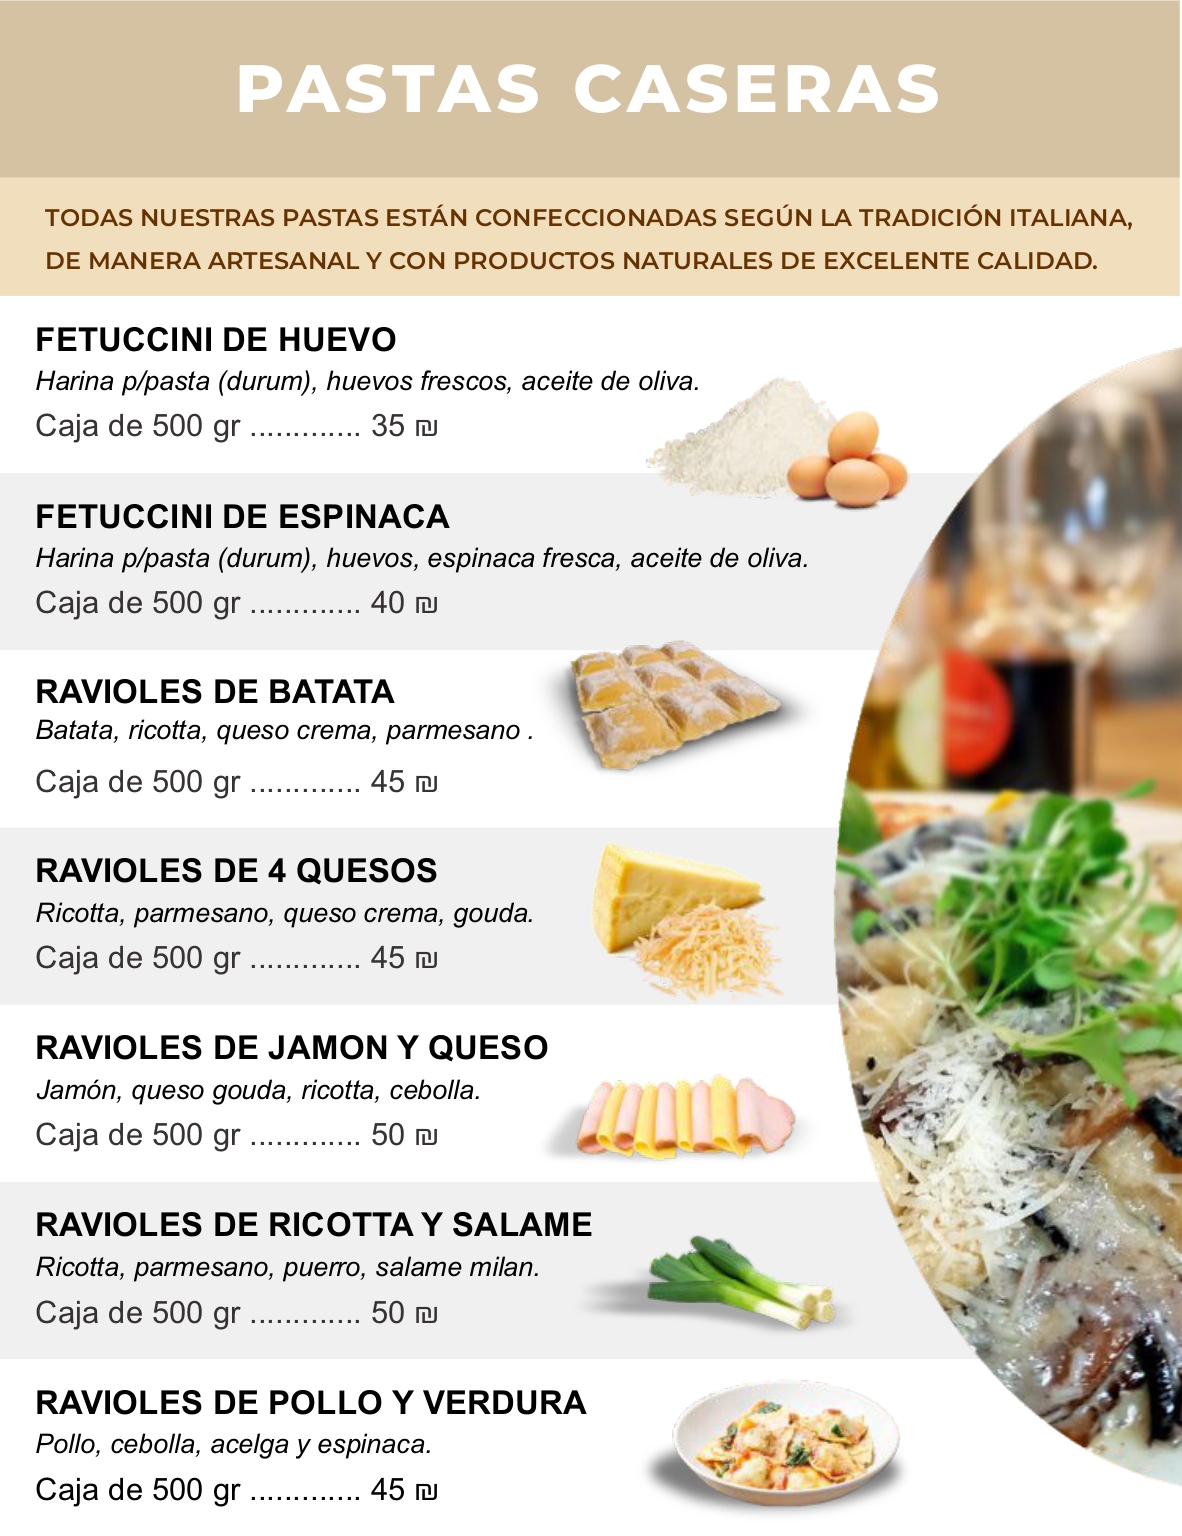 PASTAS CASERAS
TODAS NUESTRAS PASTAS ESTÁN CONFECCIONADAS SEGÚN LA TRADICIÓN ITALIANA,
DE MANERA ARTESANAL Y CON PRODUCTOS NATURALES DE EXCELENTE CALIDAD.
FETUCCINI DE HUEVO
Harina p/pasta (durum), huevos frescos, aceite de oliva.
Caja de 500 gr ............. 35 ₪
FETUCCINI DE ESPINACA
Harina p/pasta (durum), huevos, espinaca fresca, aceite de oliva.
Caja de 500 gr ............. 40 ₪
RAVIOLES DE BATATA
Batata, ricotta, queso crema, parmesano .
Caja de 500 gr ............. 45 ₪
RAVIOLES DE 4 QUESOS
Ricotta, parmesano, queso crema, gouda.
Caja de 500 gr ............. 45 ₪
RAVIOLES DE JAMON Y QUESO
Jamón, queso gouda, ricotta, cebolla.
Caja de 500 gr ............. 50 ₪
RAVIOLES DE RICOTTA Y SALAME
Ricotta, parmesano, puerro, salame milan.
Caja de 500 gr ............. 50 ₪
RAVIOLES DE POLLO Y VERDURA
Pollo, cebolla, acelga y espinaca.
Caja de 500 gr ............. 45 ₪